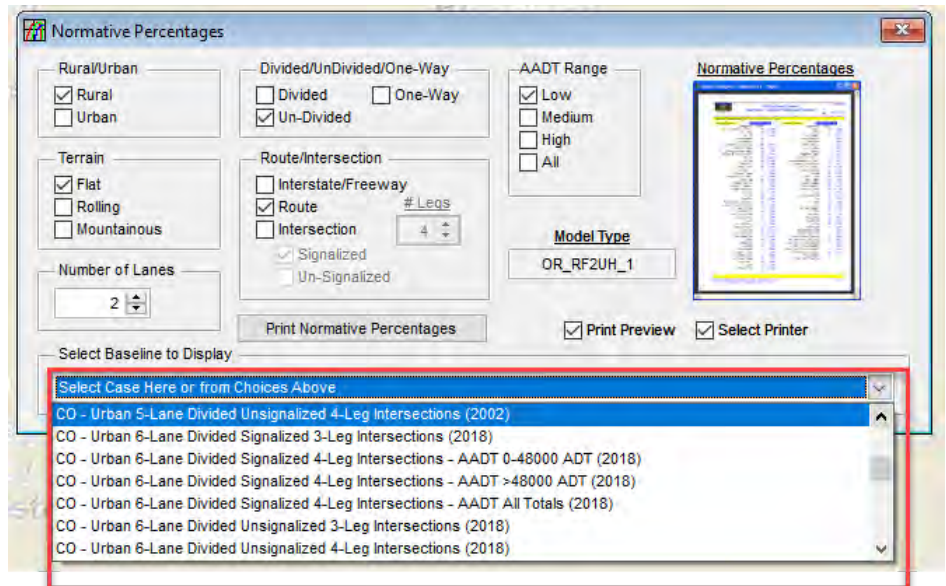 Normative Percentages
Rural/Urban
Rural
Urban
Divided/UnDivided/One-Way
Divided
One-Way
Un-Divided
AADT Range
Low
Medium
High
All
Normative Percentages
Terrain
Flat
Rolling
Mountainous
Route/Intersection
Interstate/Freeway
Route
# Legs
Intersection
4
Signalized
Un-Signalized
Model Type
OR_RF2UH_1
Number of Lanes
2
Print Normative Percentages
Print Preview
Select Printer
Select Baseline to Display
Select Case Here or from Choices Above
CO - Urban 5-Lane Divided Unsignalized 4-Leg Intersections (2002)
CO - Urban 6-Lane Divided Signalized 3-Leg Intersections (2018)
CO - Urban 6-Lane Divided Signalized 4-Leg Intersections - AADT 0-48000 ADT (2018)
CO - Urban 6-Lane Divided Signalized 4-Leg Intersections - AADT >48000 ADT (2018)
CO - Urban 6-Lane Divided Signalized 4-Leg Intersections - AADT All Totals (2018)
CO - Urban 6-Lane Divided Unsignalized 3-Leg Intersections (2018)
CO - Urban 6-Lane Divided Unsignalized 4-Leg Intersections (2018)